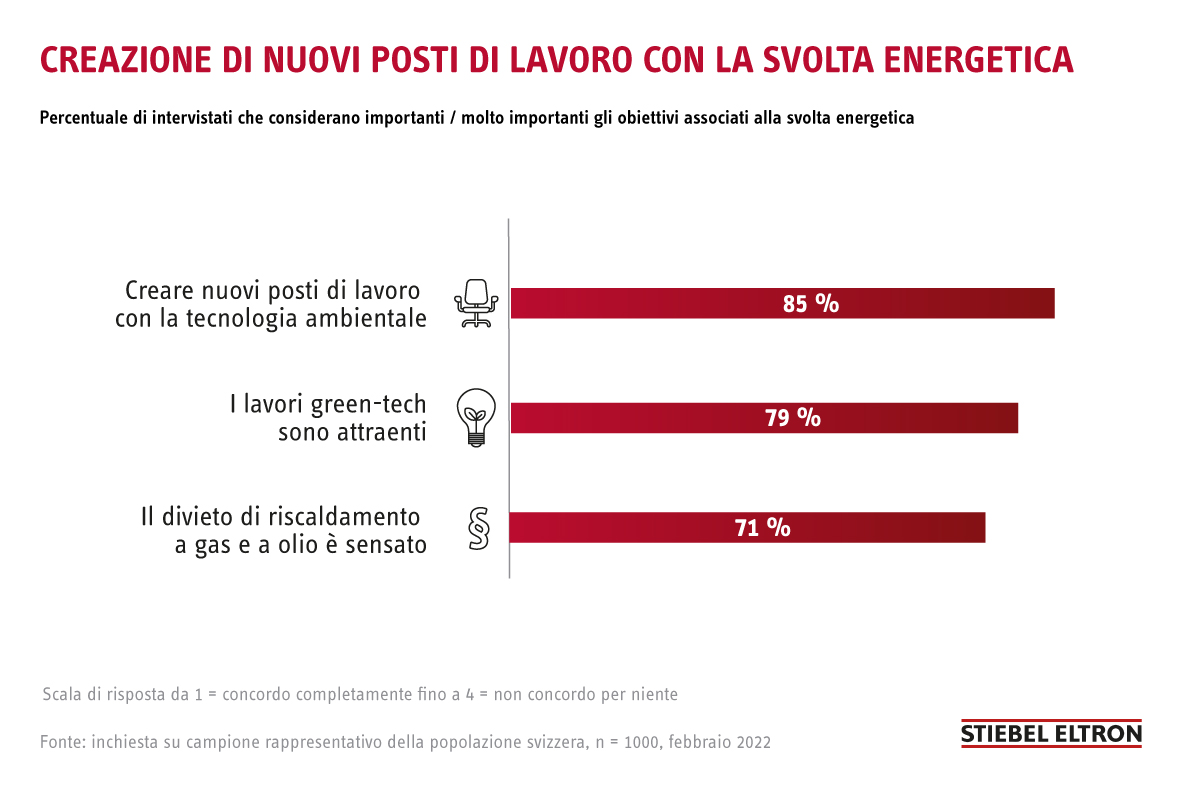 CREAZIONE DI NUOVI POSTI DI LAVORO CON LA SVOLTA ENERGETICA
Percentuale di intervistati che considerano importanti / molto importanti gli obiettivi associati alla svolta energetica
Creare nuovi posti di lavoro
con la tecnologia ambientale
85 %
I lavori green-tech
sono attraenti
79 %
Il divieto di riscaldamento
a gas e a olio è sensato
§
71 %
Scala di risposta da 1 = concordo completamente fino a 4 = non concordo per niente
Fonte: inchiesta su campione rappresentativo della popolazione svizzera, n = 1000, febbraio 2022
STIEBEL ELTRON